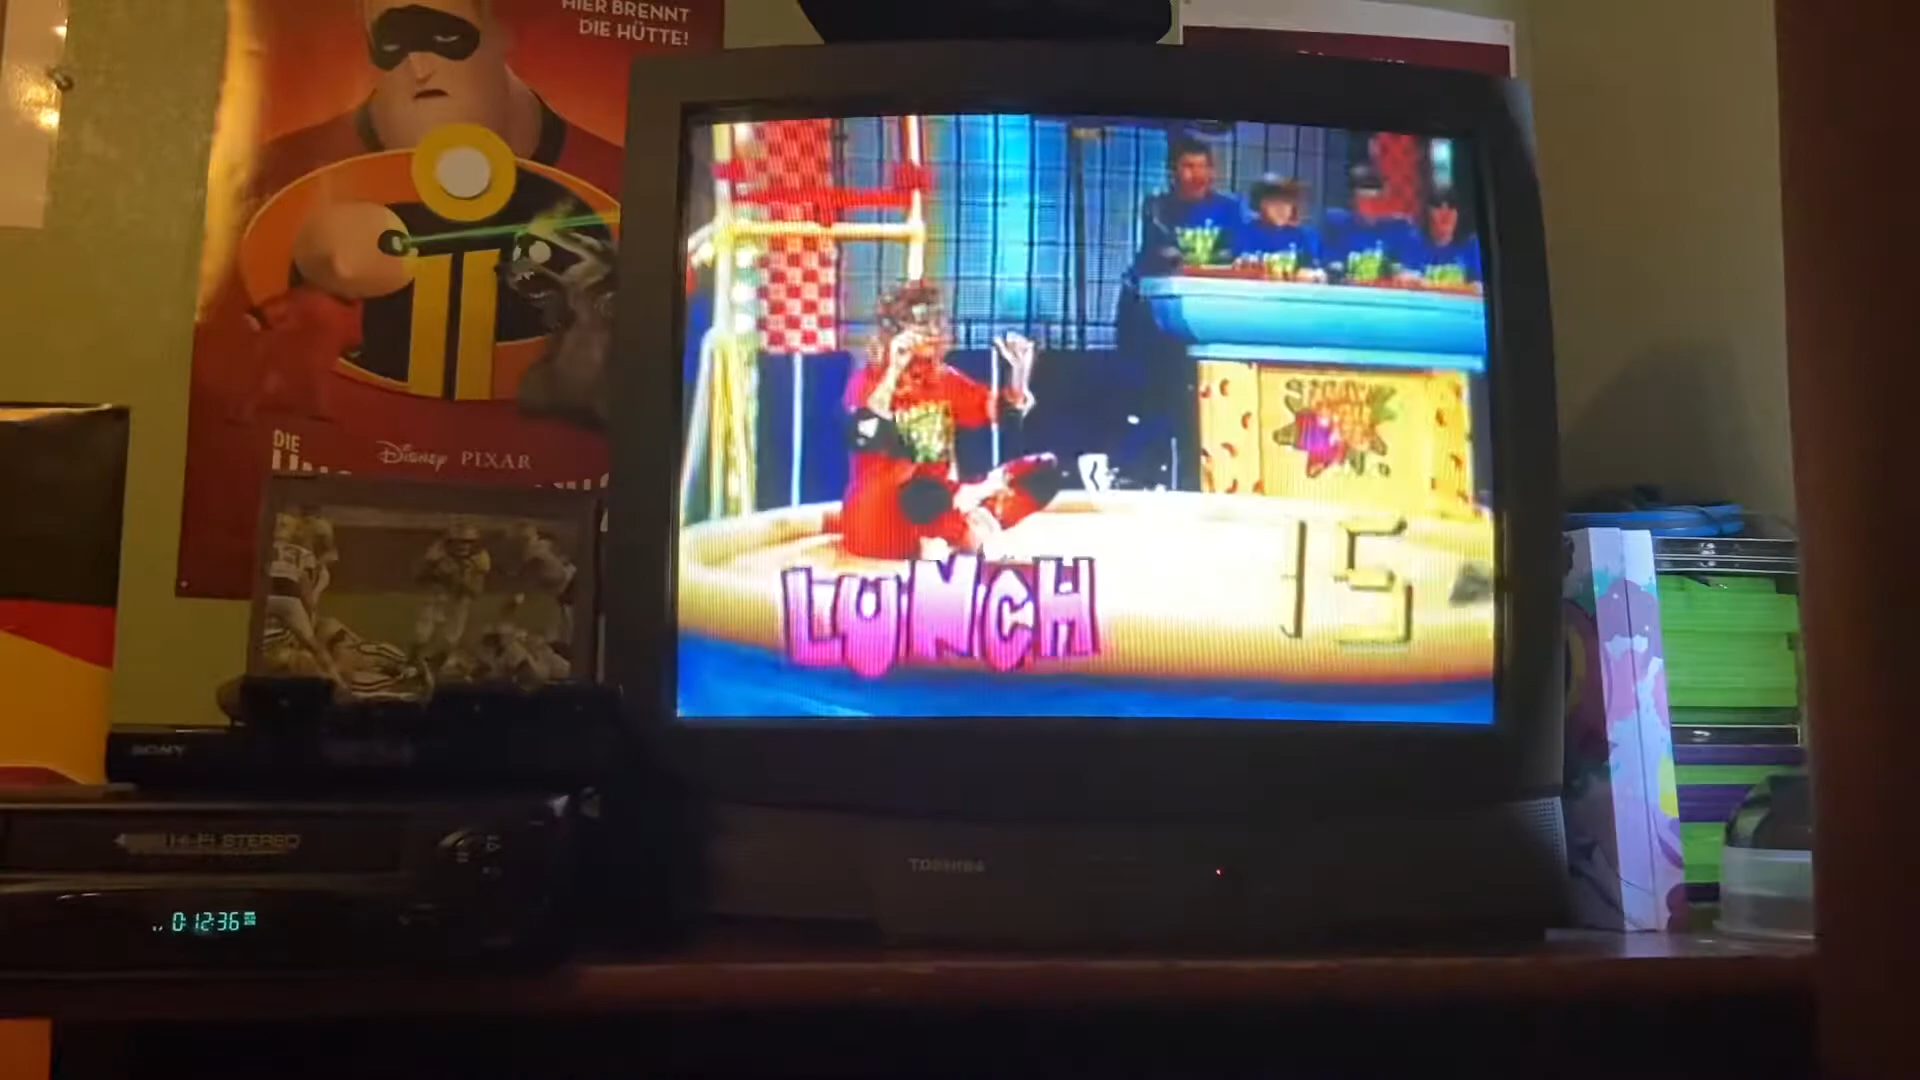 HIER BRENNT
DIE HÜTTE!
DIE
Disney PIXAR
LUNCH
15
SONY
HI-FI STEREO
TOSHIBA
0:12:36